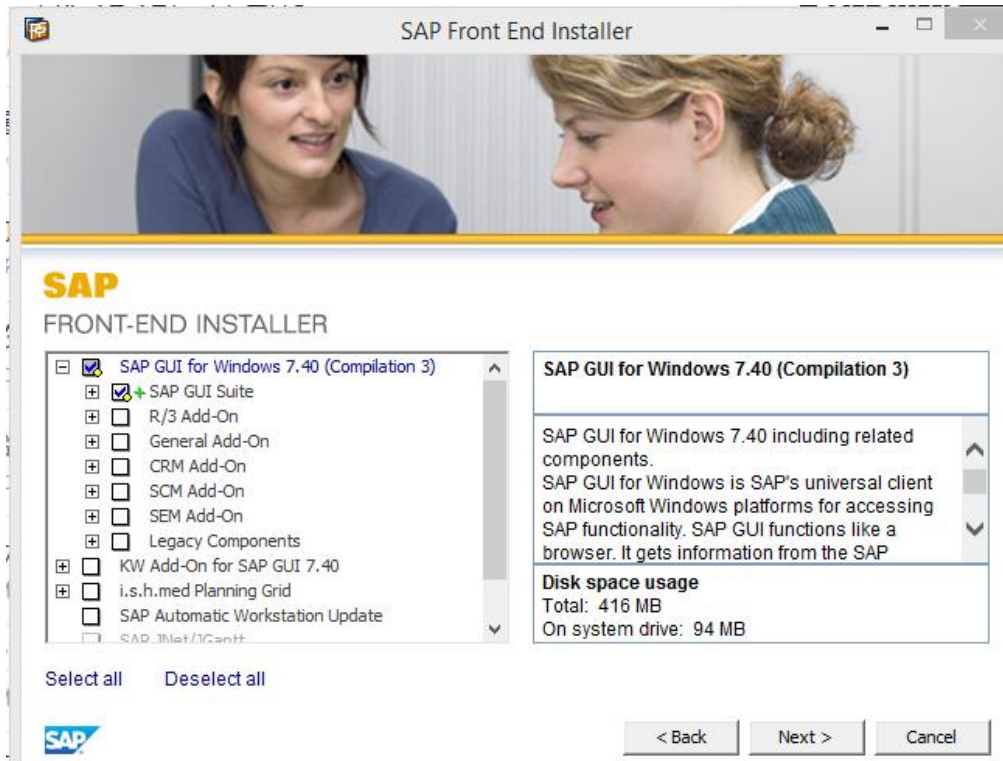 SAP Front End Installer
SAP
FRONT-END INSTALLER
SAP GUI for Windows 7.40 (Compilation 3)
SAP GUI Suite
R/3 Add-On
General Add-On
CRM Add-On
SCM Add-On
SEM Add-On
Legacy Components
KW Add-On for SAP GUI 7.40
i.s.h.med Planning Grid
SAP Automatic Workstation Update
SAP JNet/JGantt
SAP GUI for Windows 7.40 (Compilation 3)
SAP GUI for Windows 7.40 including related
components.
SAP GUI for Windows is SAP's universal client
on Microsoft Windows platforms for accessing
SAP functionality. SAP GUI functions like a
browser. It gets information from the SAP
Disk space usage
Total: 416 MB
On system drive: 94 MB
Select all Deselect all
SAP
< Back Next > Cancel